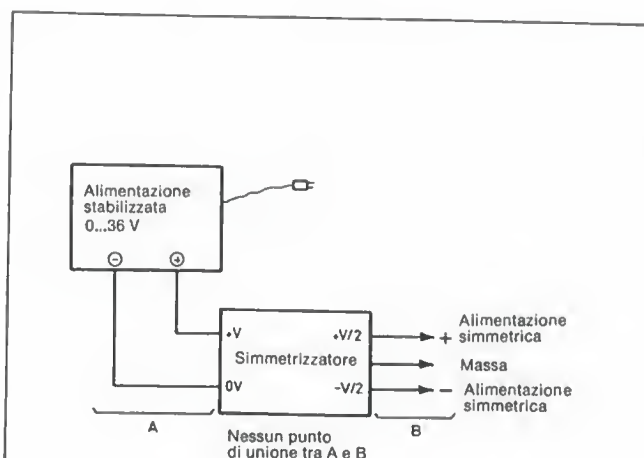 Alimentazione
stabilizzata
0...36 V
⊖ ⊕
+V
0V
Simmetrizzatore
+V/2
-V/2
+ Alimentazione
simmetrica
Massa
− Alimentazione
simmetrica
A
B
Nessun punto
di unione tra A e B